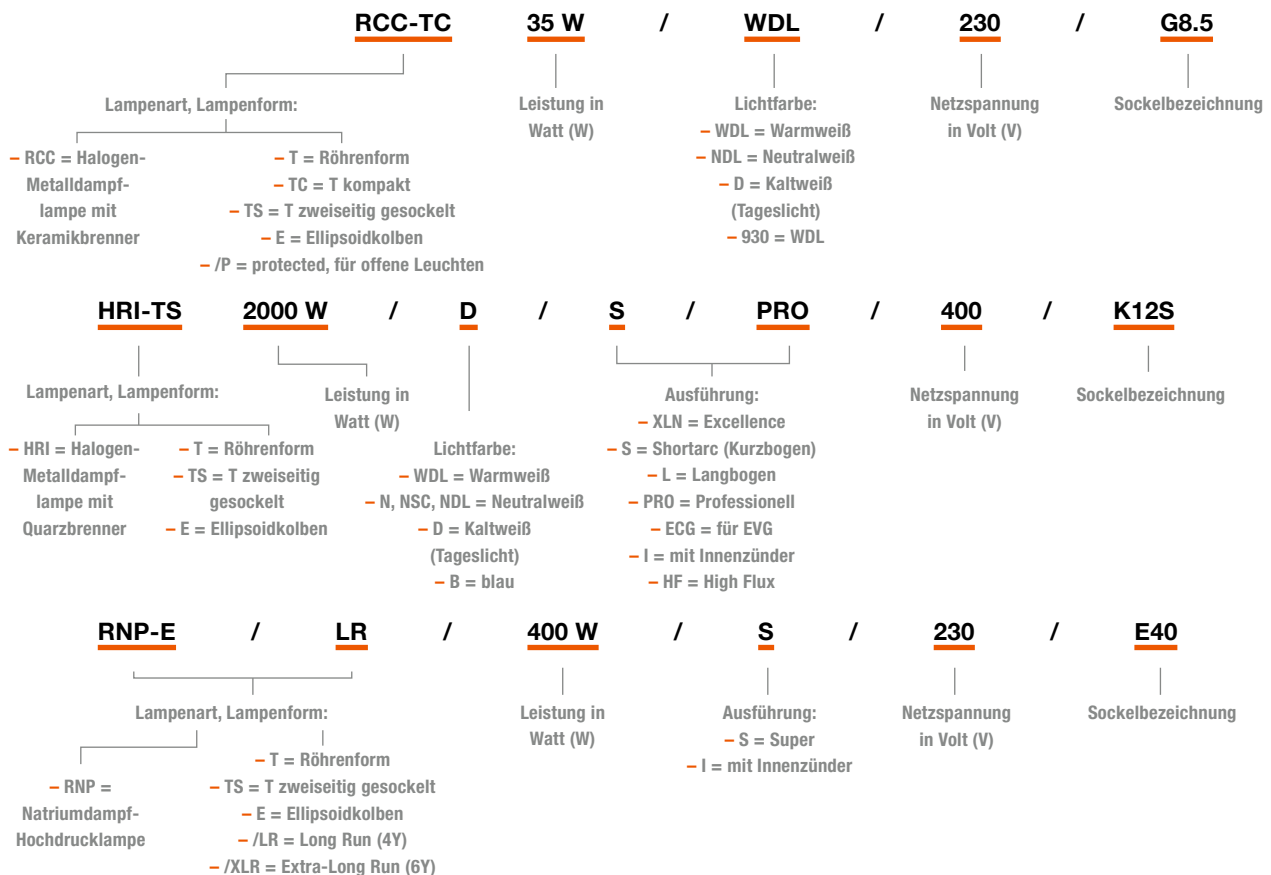 RCC-TC 35 W / WDL / 230 / G8.5
Lampenart, Lampenform:
– RCC = Halogen-
Metalldampf-
lampe mit
Keramikbrenner
– T = Röhrenform
– TC = T kompakt
– TS = T zweiseitig gesockelt
– E = Ellipsoidkolben
– /P = protected, für offene Leuchten
Leistung in
Watt (W)
Lichtfarbe:
– WDL = Warmweiß
– NDL = Neutralweiß
– D = Kaltweiß
(Tageslicht)
– 930 = WDL
Netzspannung
in Volt (V)
Sockelbezeichnung
HRI-TS 2000 W / D / S / PRO / 400 / K12S
Lampenart, Lampenform:
– HRI = Halogen-
Metalldampf-
lampe mit
Quarzbrenner
– T = Röhrenform
– TS = T zweiseitig
gesockelt
– E = Ellipsoidkolben
Leistung in
Watt (W)
Lichtfarbe:
– WDL = Warmweiß
– N, NSC, NDL = Neutralweiß
– D = Kaltweiß
(Tageslicht)
– B = blau
Ausführung:
– XLN = Excellence
– S = Shortarc (Kurzbogen)
– L = Langbogen
– PRO = Professionell
– ECG = für EVG
– I = mit Innenzünder
– HF = High Flux
Netzspannung
in Volt (V)
Sockelbezeichnung
RNP-E / LR / 400 W / S / 230 / E40
Lampenart, Lampenform:
– RNP =
Natriumdampf-
Hochdrucklampe
– T = Röhrenform
– TS = T zweiseitig gesockelt
– E = Ellipsoidkolben
– /LR = Long Run (4Y)
– /XLR = Extra-Long Run (6Y)
Leistung in
Watt (W)
Ausführung:
– S = Super
– I = mit Innenzünder
Netzspannung
in Volt (V)
Sockelbezeichnung